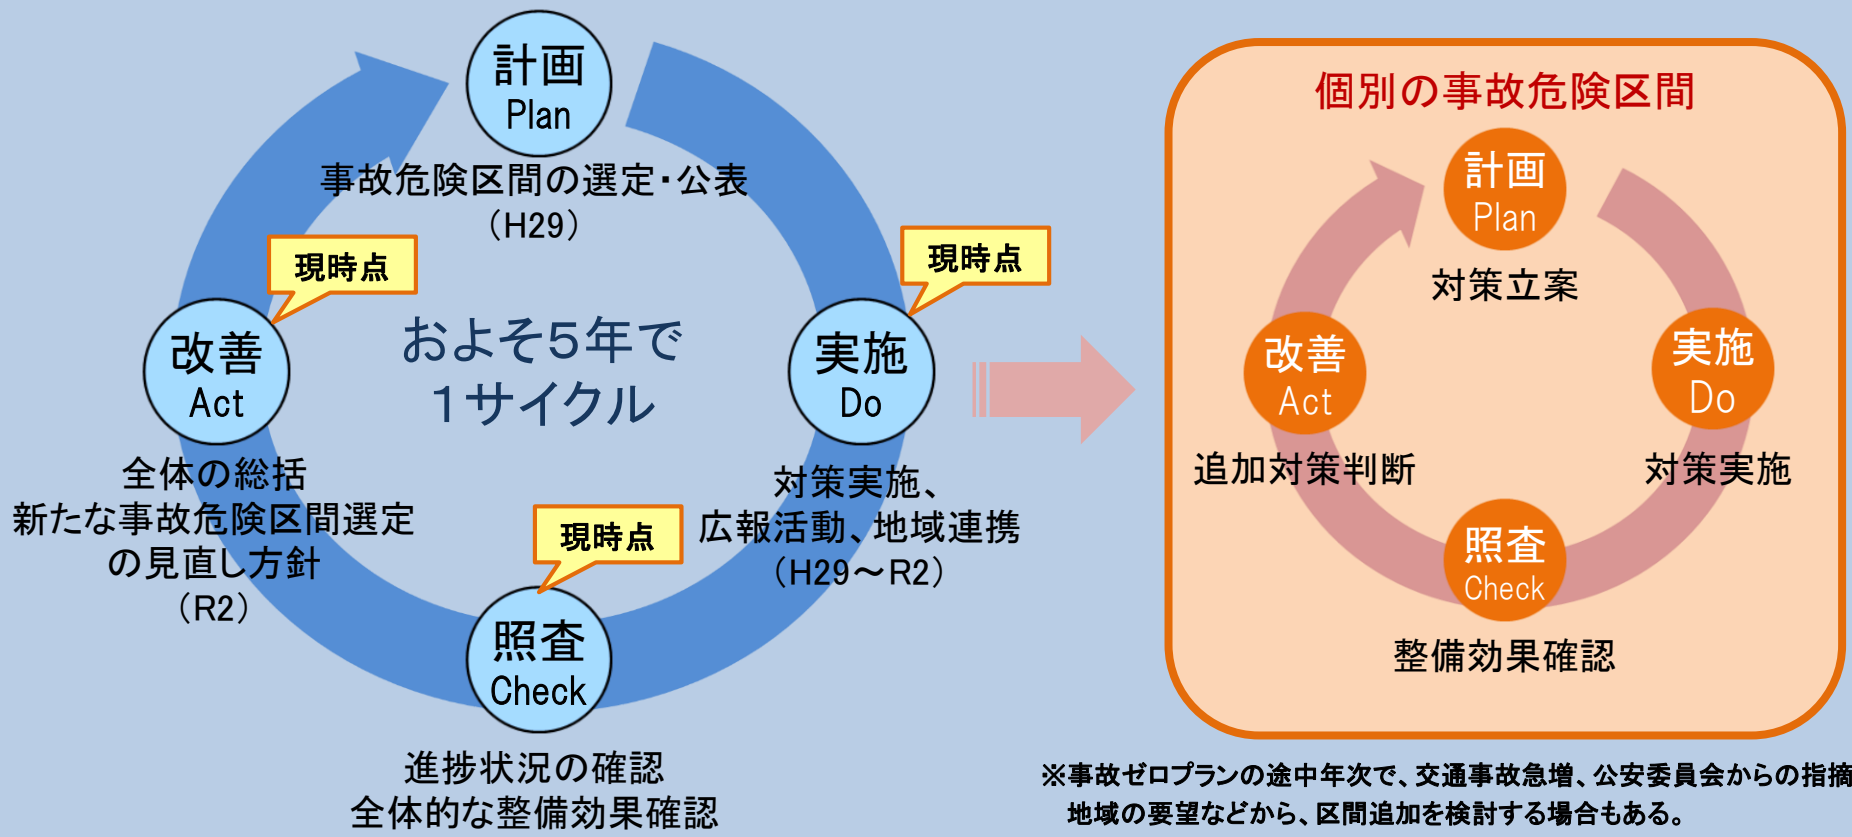 計画
Plan
事故危険区間の選定・公表
（H29）
現時点
現時点
改善
Act
およそ５年で
１サイクル
実施
Do
全体の総括
新たな事故危険区間選定
の見直し方針
（R2）
対策実施、
広報活動、地域連携
（H29～R2）
現時点
照査
Check
進捗状況の確認
全体的な整備効果確認
個別の事故危険区間
計画
Plan
対策立案
改善
Act
追加対策判断
実施
Do
対策実施
照査
Check
整備効果確認
※事故ゼロプランの途中年次で、交通事故急増、公安委員会からの指摘
地域の要望などから、区間追加を検討する場合もある。